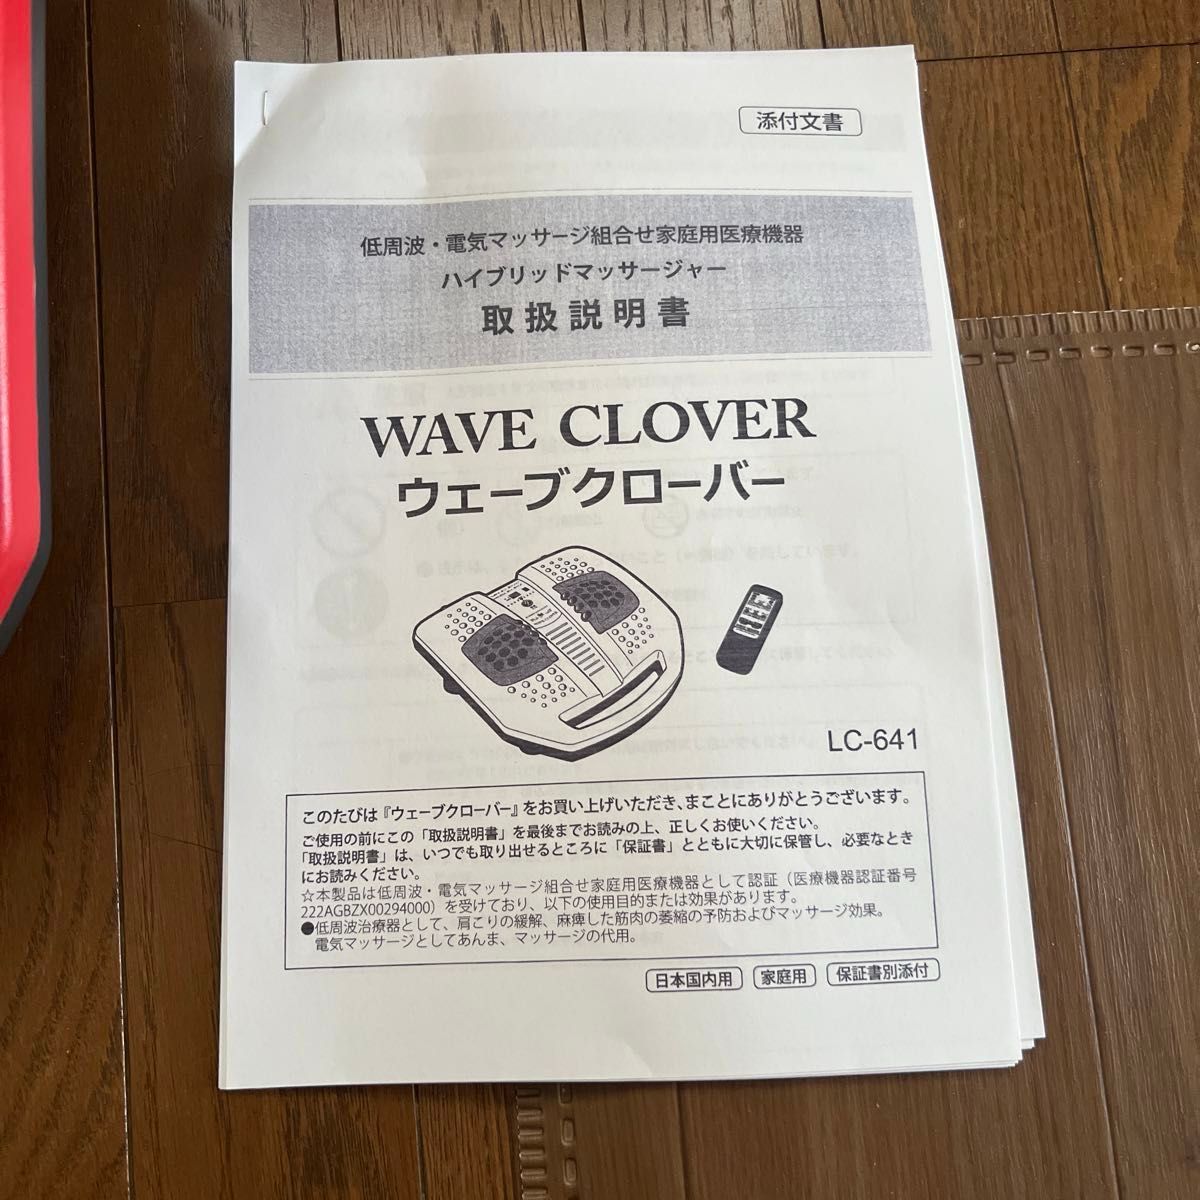 添付文書
低周波・電気マッサージ組合せ家庭用医療機器
ハイブリッドマッサージャー
取扱説明書
WAVE CLOVER
ウェーブクローバー
LC-641
このたびは『ウェーブクローバー』をお買い上げいただき、まことにありがとうございます。
ご使用の前にこの「取扱説明書」を最後までお読みの上、正しくお使いください。
「取扱説明書」は、いつでも取り出せるところに「保証書」とともに大切に保管し、必要なとき
にお読みください。
☆本製品は低周波・電気マッサージ組合せ家庭用医療機器として認証（医療機器認証番号
222AGBZX00294000）を受けており、以下の使用目的または効果があります。
●低周波治療器として、肩こりの緩解、麻痺した筋肉の萎縮の予防およびマッサージ効果。
電気マッサージとしてあんま、マッサージの代用。
日本国内用 家庭用 保証書別添付